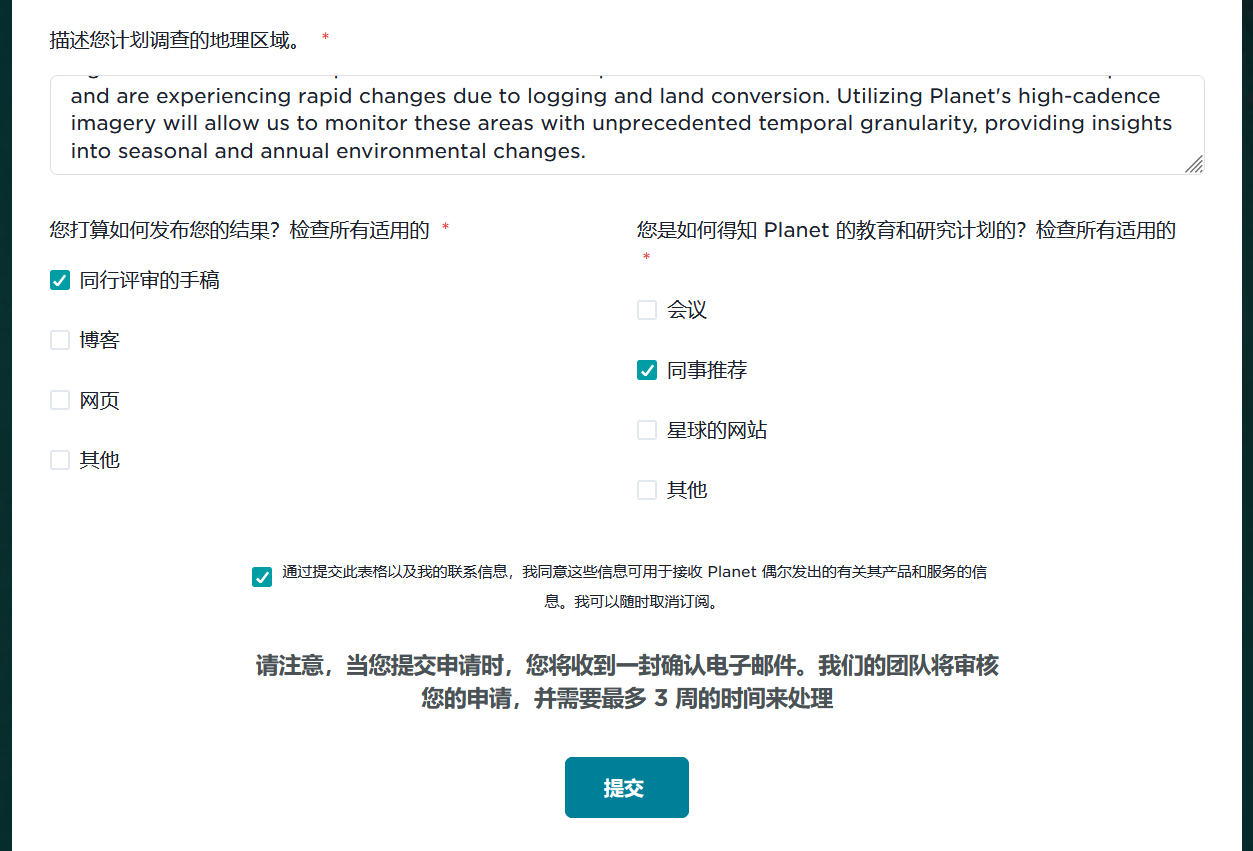 描述您计划调查的地理区域。 *
and are experiencing rapid changes due to logging and land conversion. Utilizing Planet's high-cadence
imagery will allow us to monitor these areas with unprecedented temporal granularity, providing insights
into seasonal and annual environmental changes.
您打算如何发布您的结果？检查所有适用的 *
同行评审的手稿
博客
网页
其他
您是如何得知 Planet 的教育和研究计划的？检查所有适用的
*
会议
同事推荐
星球的网站
其他
通过提交此表格以及我的联系信息，我同意这些信息可用于接收 Planet 偶尔发出的有关其产品和服务的信
息。我可以随时取消订阅。
请注意，当您提交申请时，您将收到一封确认电子邮件。我们的团队将审核
您的申请，并需要最多 3 周的时间来处理
提交